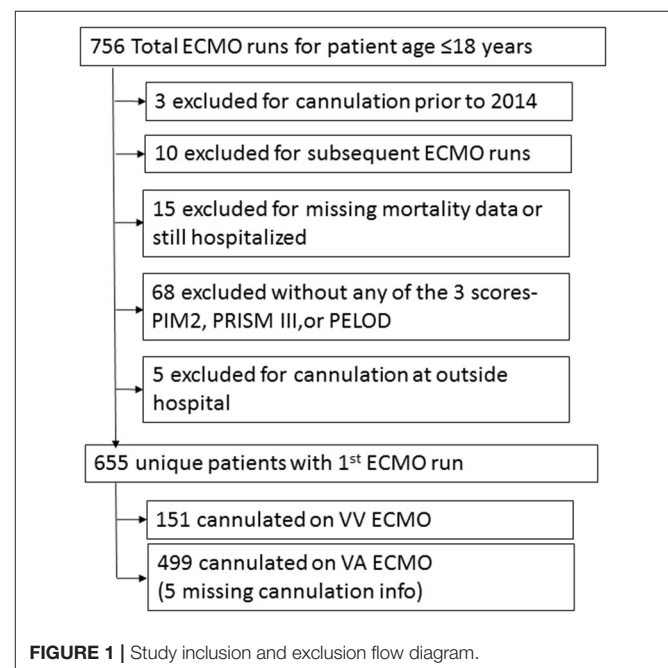 756 Total ECMO runs for patient age ≤18 years
3 excluded for cannulation prior to 2014
10 excluded for subsequent ECMO runs
15 excluded for missing mortality data or
still hospitalized
68 excluded without any of the 3 scores-
PIM2, PRISM III,or PELOD
5 excluded for cannulation at outside
hospital
655 unique patients with 1st ECMO run
151 cannulated on VV ECMO
499 cannulated on VA ECMO
(5 missing cannulation info)
FIGURE 1 | Study inclusion and exclusion flow diagram.